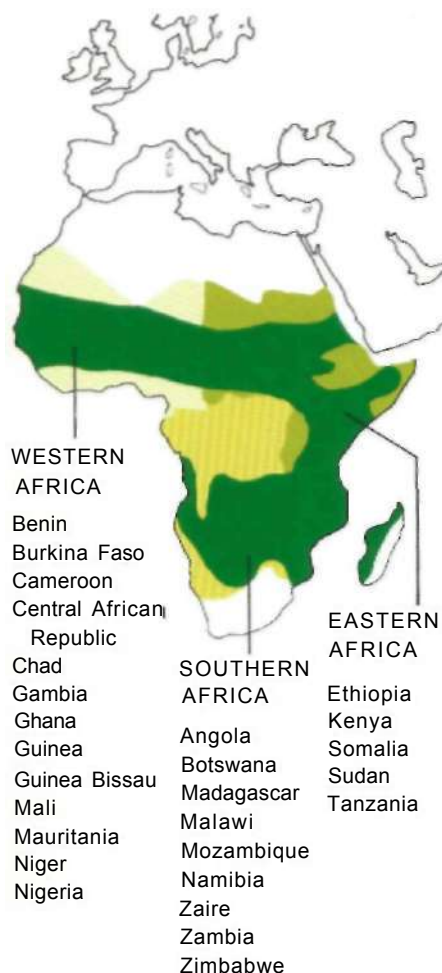 WESTERN
AFRICA
Benin
Burkina Faso
Cameroon
Central African
Republic
Chad
Gambia
Ghana
Guinea
Guinea Bissau
Mali
Mauritania
Niger
Nigeria
SOUTHERN
AFRICA
Angola
Botswana
Madagascar
Malawi
Mozambique
Namibia
Zaire
Zambia
Zimbabwe
EASTERN
AFRICA
Ethiopia
Kenya
Somalia
Sudan
Tanzania